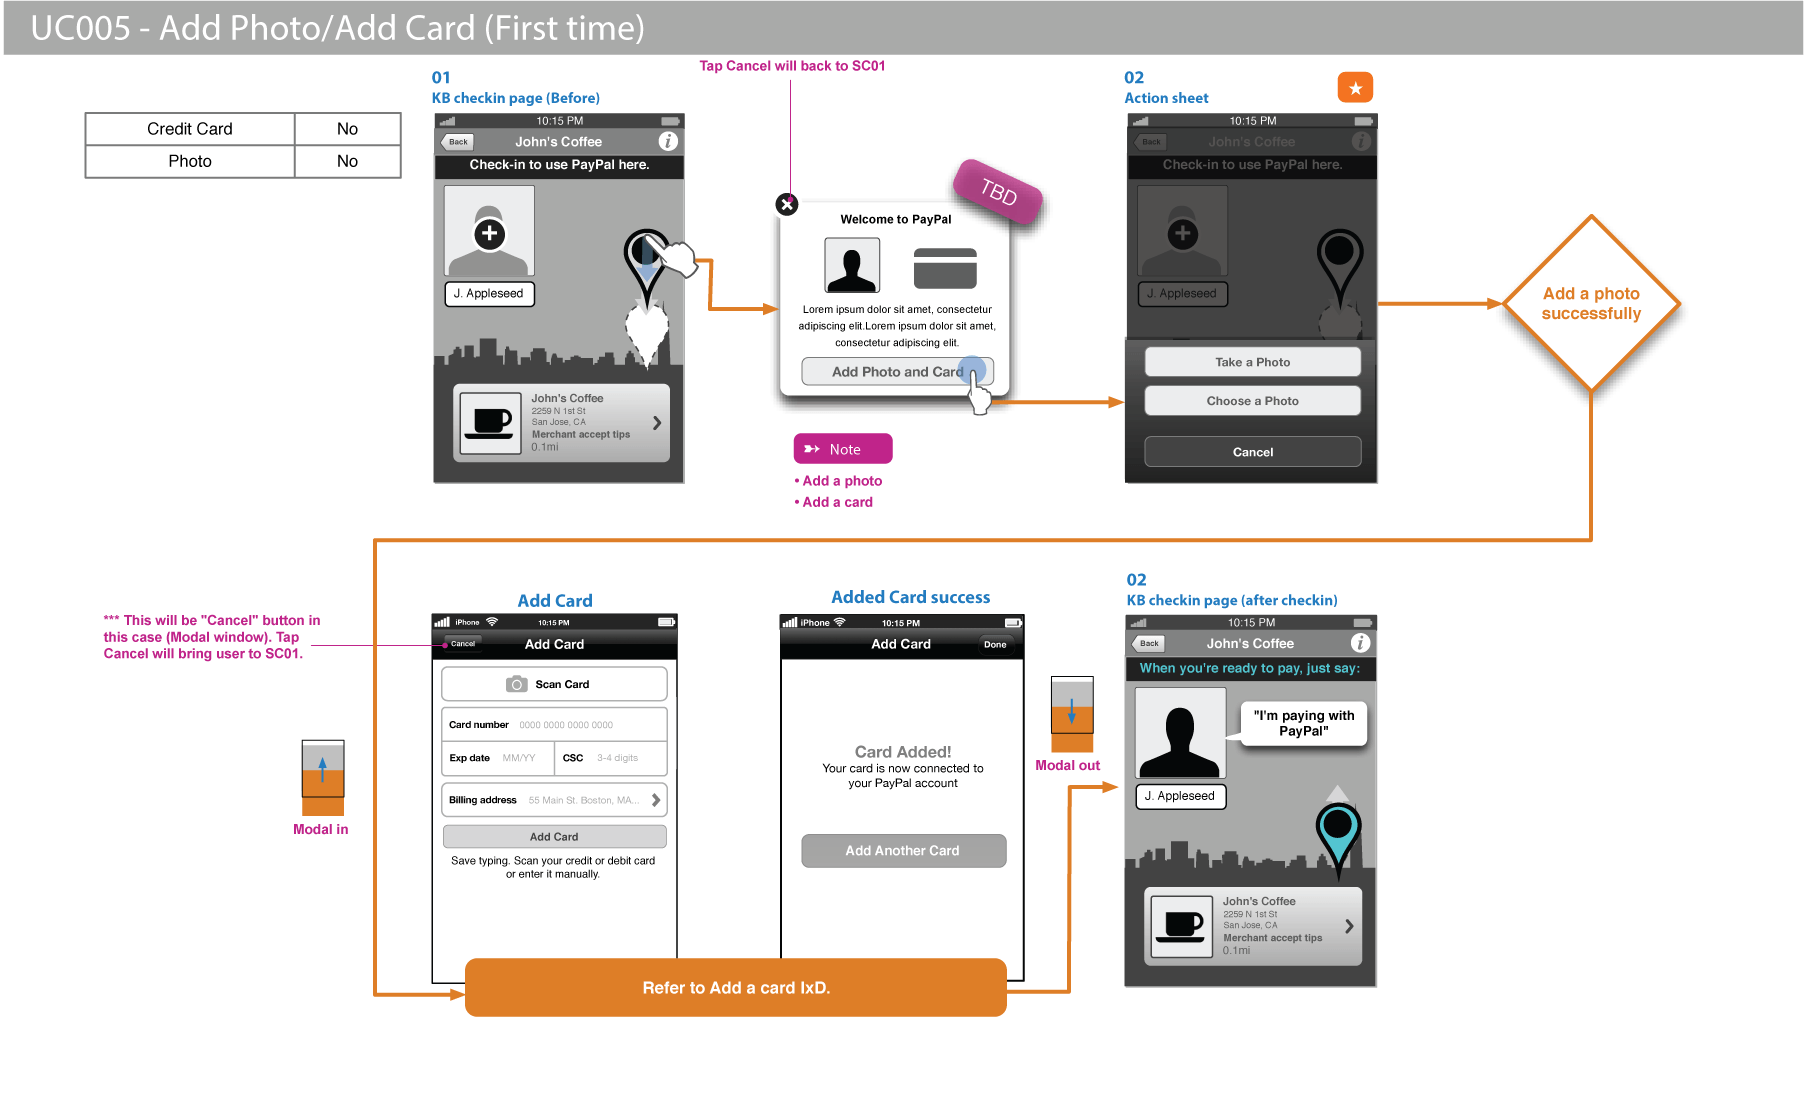 UC005 - Add Photo/Add Card (First time)
Credit Card No
Photo No
01
KB checkin page (Before)
10:15 PM
Back
John's Coffee
i
Check-in to use PayPal here.
J. Appleseed
John's Coffee
2259 N 1st St
San Jose, CA
Merchant accept tips
0.1mi
Tap Cancel will back to SC01
TBD
Welcome to PayPal
Lorem ipsum dolor sit amet, consectetur
adipiscing elit.Lorem ipsum dolor sit amet,
consectetur adipiscing elit.
Add Photo and Card
Note
• Add a photo
• Add a card
02
Action sheet
10:15 PM
Back
John's Coffee
i
Check-in to use PayPal here.
J. Appleseed
Take a Photo
Choose a Photo
Cancel
Add a photo
successfully
*** This will be "Cancel" button in
this case (Modal window). Tap
Cancel will bring user to SC01.
Modal in
Add Card
iPhone
10:15 PM
Cancel
Add Card
Scan Card
Card number 0000 0000 0000 0000
Exp date MM/YY CSC 3-4 digits
Billing address 55 Main St. Boston, MA...
Add Card
Save typing. Scan your credit or debit card
or enter it manually.
Added Card success
iPhone
10:15 PM
Add Card
Done
Card Added!
Your card is now connected to
your PayPal account
Add Another Card
Refer to Add a card IxD.
Modal out
02
KB checkin page (after checkin)
10:15 PM
Back
John's Coffee
i
When you're ready to pay, just say:
"I'm paying with
PayPal"
J. Appleseed
John's Coffee
2259 N 1st St
San Jose, CA
Merchant accept tips
0.1mi